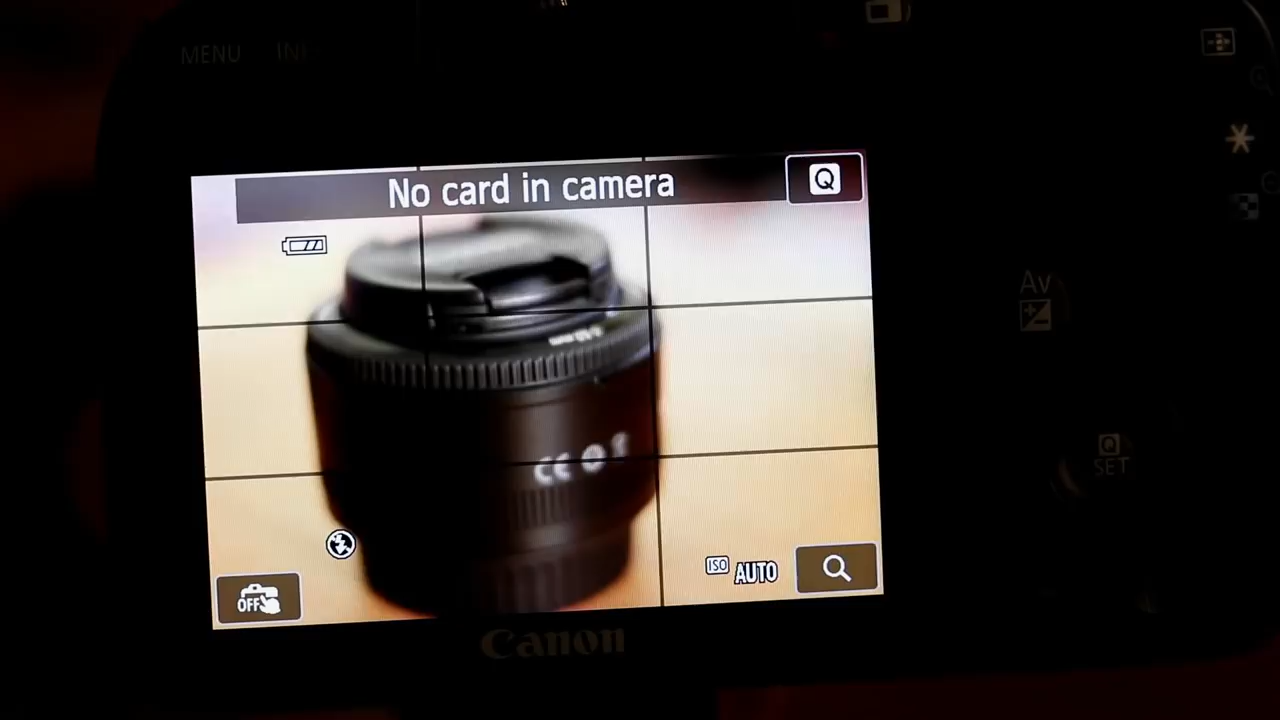 MENU
No card in camera
Q
Av
Q
SET
OFF
ISO AUTO
Canon